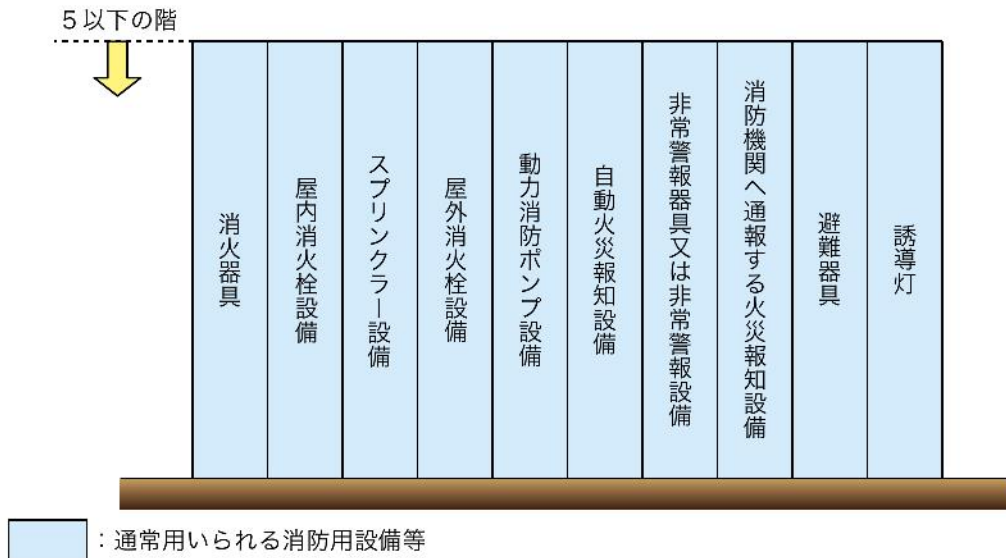 5以下の階
消火器具
屋内消火栓設備
スプリンクラー設備
屋外消火栓設備
動力消防ポンプ設備
自動火災報知設備
非常警報器具又は非常警報設備
消防機関へ通報する火災報知設備
避難器具
誘導灯
：通常用いられる消防用設備等